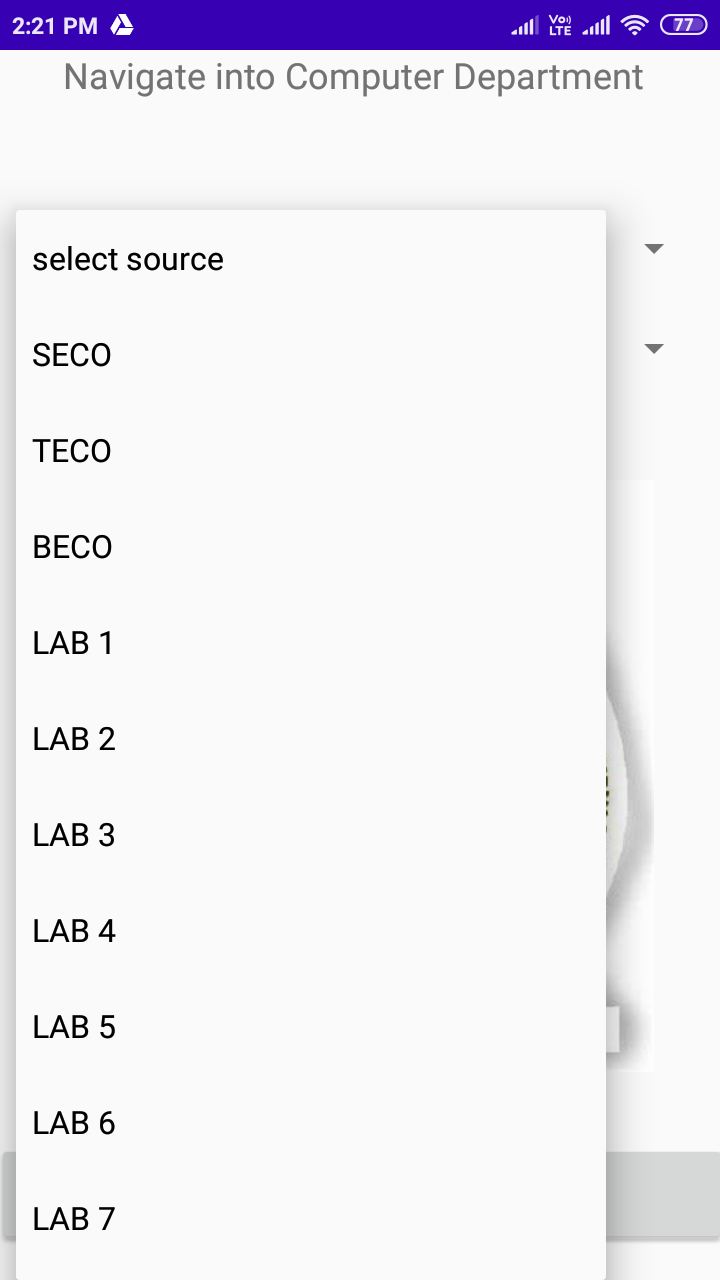 2:21 PM
Vo)) LTE
77
Navigate into Computer Department
select source
SECO
TECO
BECO
LAB 1
LAB 2
LAB 3
LAB 4
LAB 5
LAB 6
LAB 7